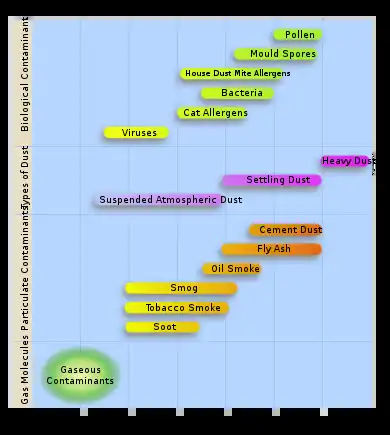 Biological Contaminants
Pollen
Mould Spores
House Dust Mite Allergens
Bacteria
Cat Allergens
Viruses
Types of Dust
Heavy Dust
Settling Dust
Suspended Atmospheric Dust
Particulate Contaminants
Cement Dust
Fly Ash
Oil Smoke
Smog
Tobacco Smoke
Soot
Gas Molecules
Gaseous
Contaminants